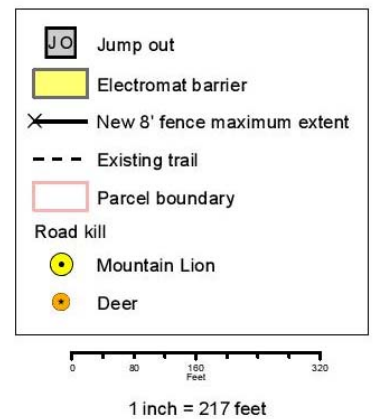 JO Jump out
Electromat barrier
New 8' fence maximum extent
Existing trail
Parcel boundary
Road kill
Mountain Lion
Deer
0 80 160 320
Feet
1 inch = 217 feet